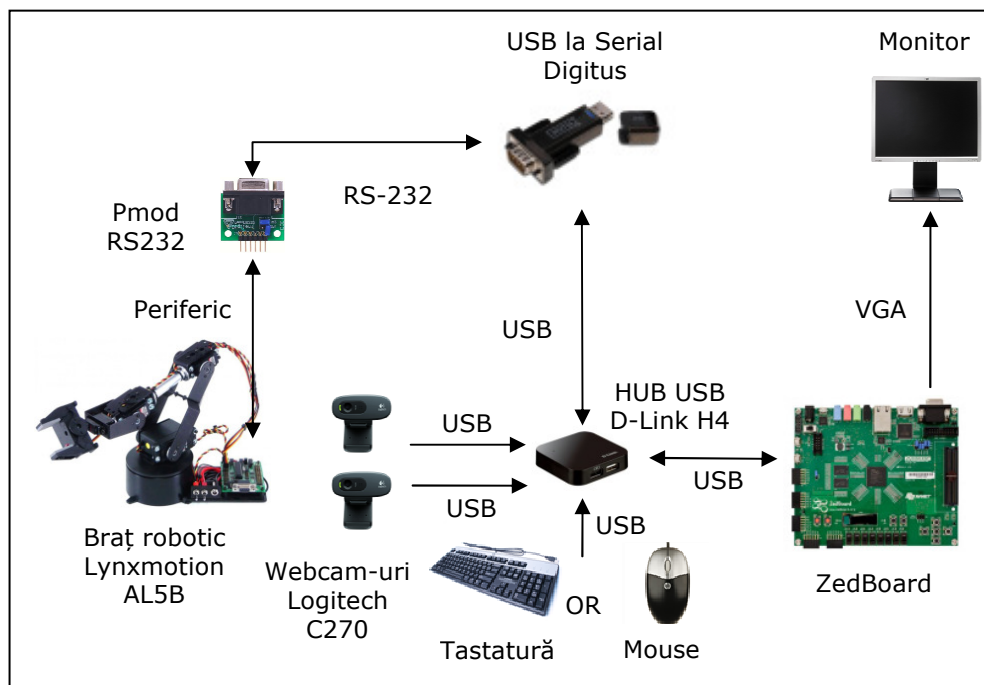 USB la Serial
Digitus
Monitor
RS-232
Pmod
RS232
Periferic
VGA
USB
HUB USB
D-Link H4
USB
USB
USB
USB
Braț robotic
Lynxmotion
AL5B
Webcam-uri
Logitech
C270
OR
Tastatură
Mouse
ZedBoard